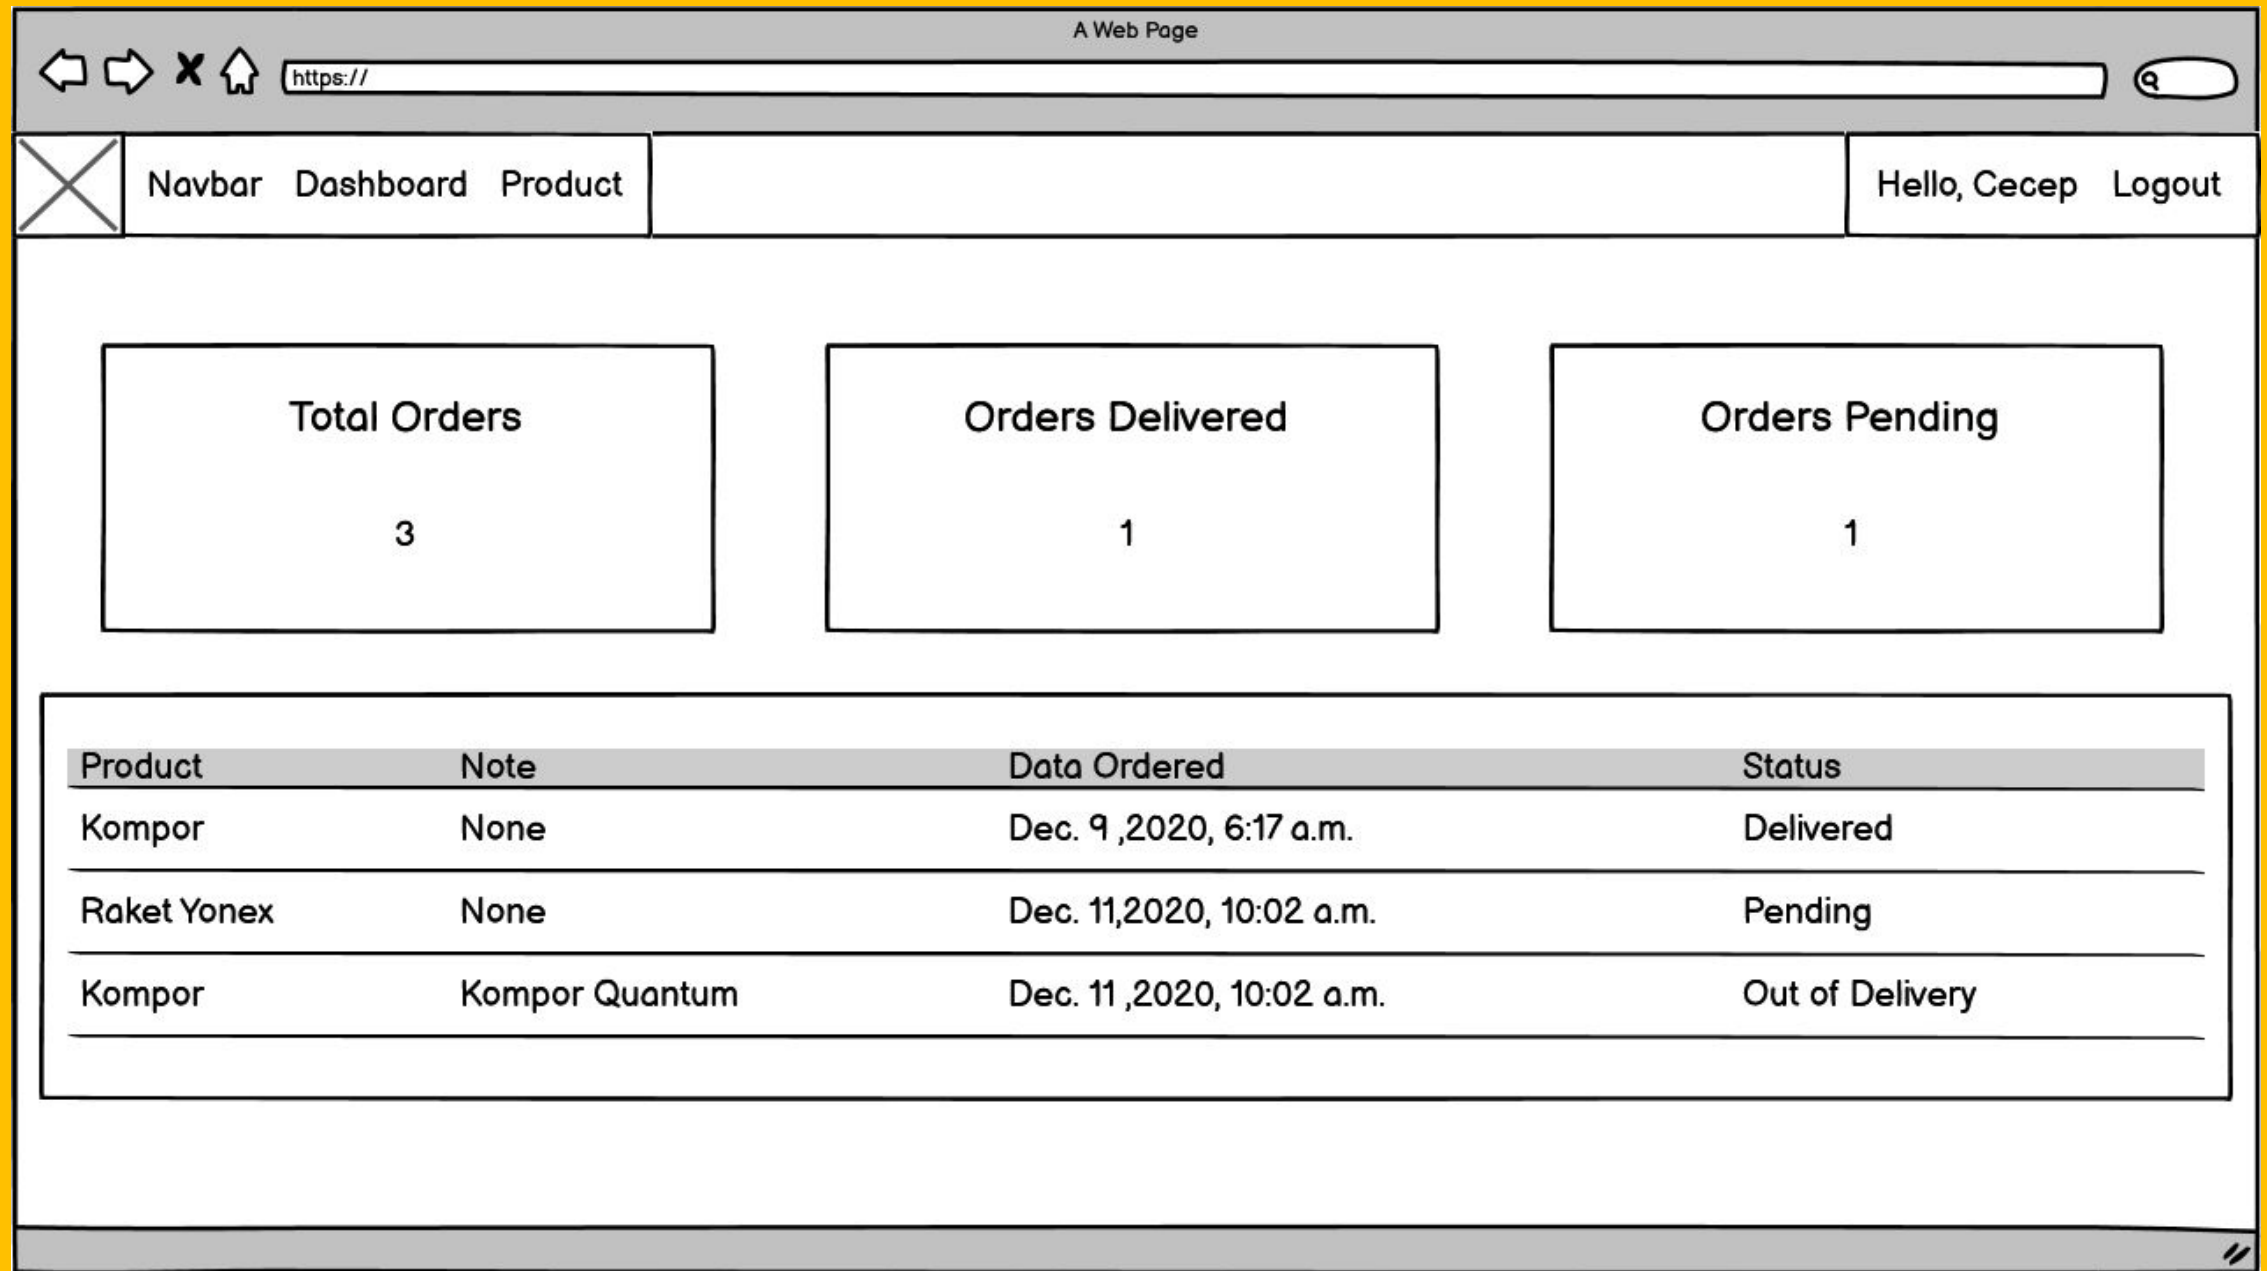 A Web Page
https://
Navbar Dashboard Product Hello, Cecep Logout
Total Orders Orders Delivered Orders Pending
3 1 1
Product Note Data Ordered Status
Kompor None Dec. 9 ,2020, 6:17 a.m. Delivered
Raket Yonex None Dec. 11,2020, 10:02 a.m. Pending
Kompor Kompor Quantum Dec. 11 ,2020, 10:02 a.m. Out of Delivery